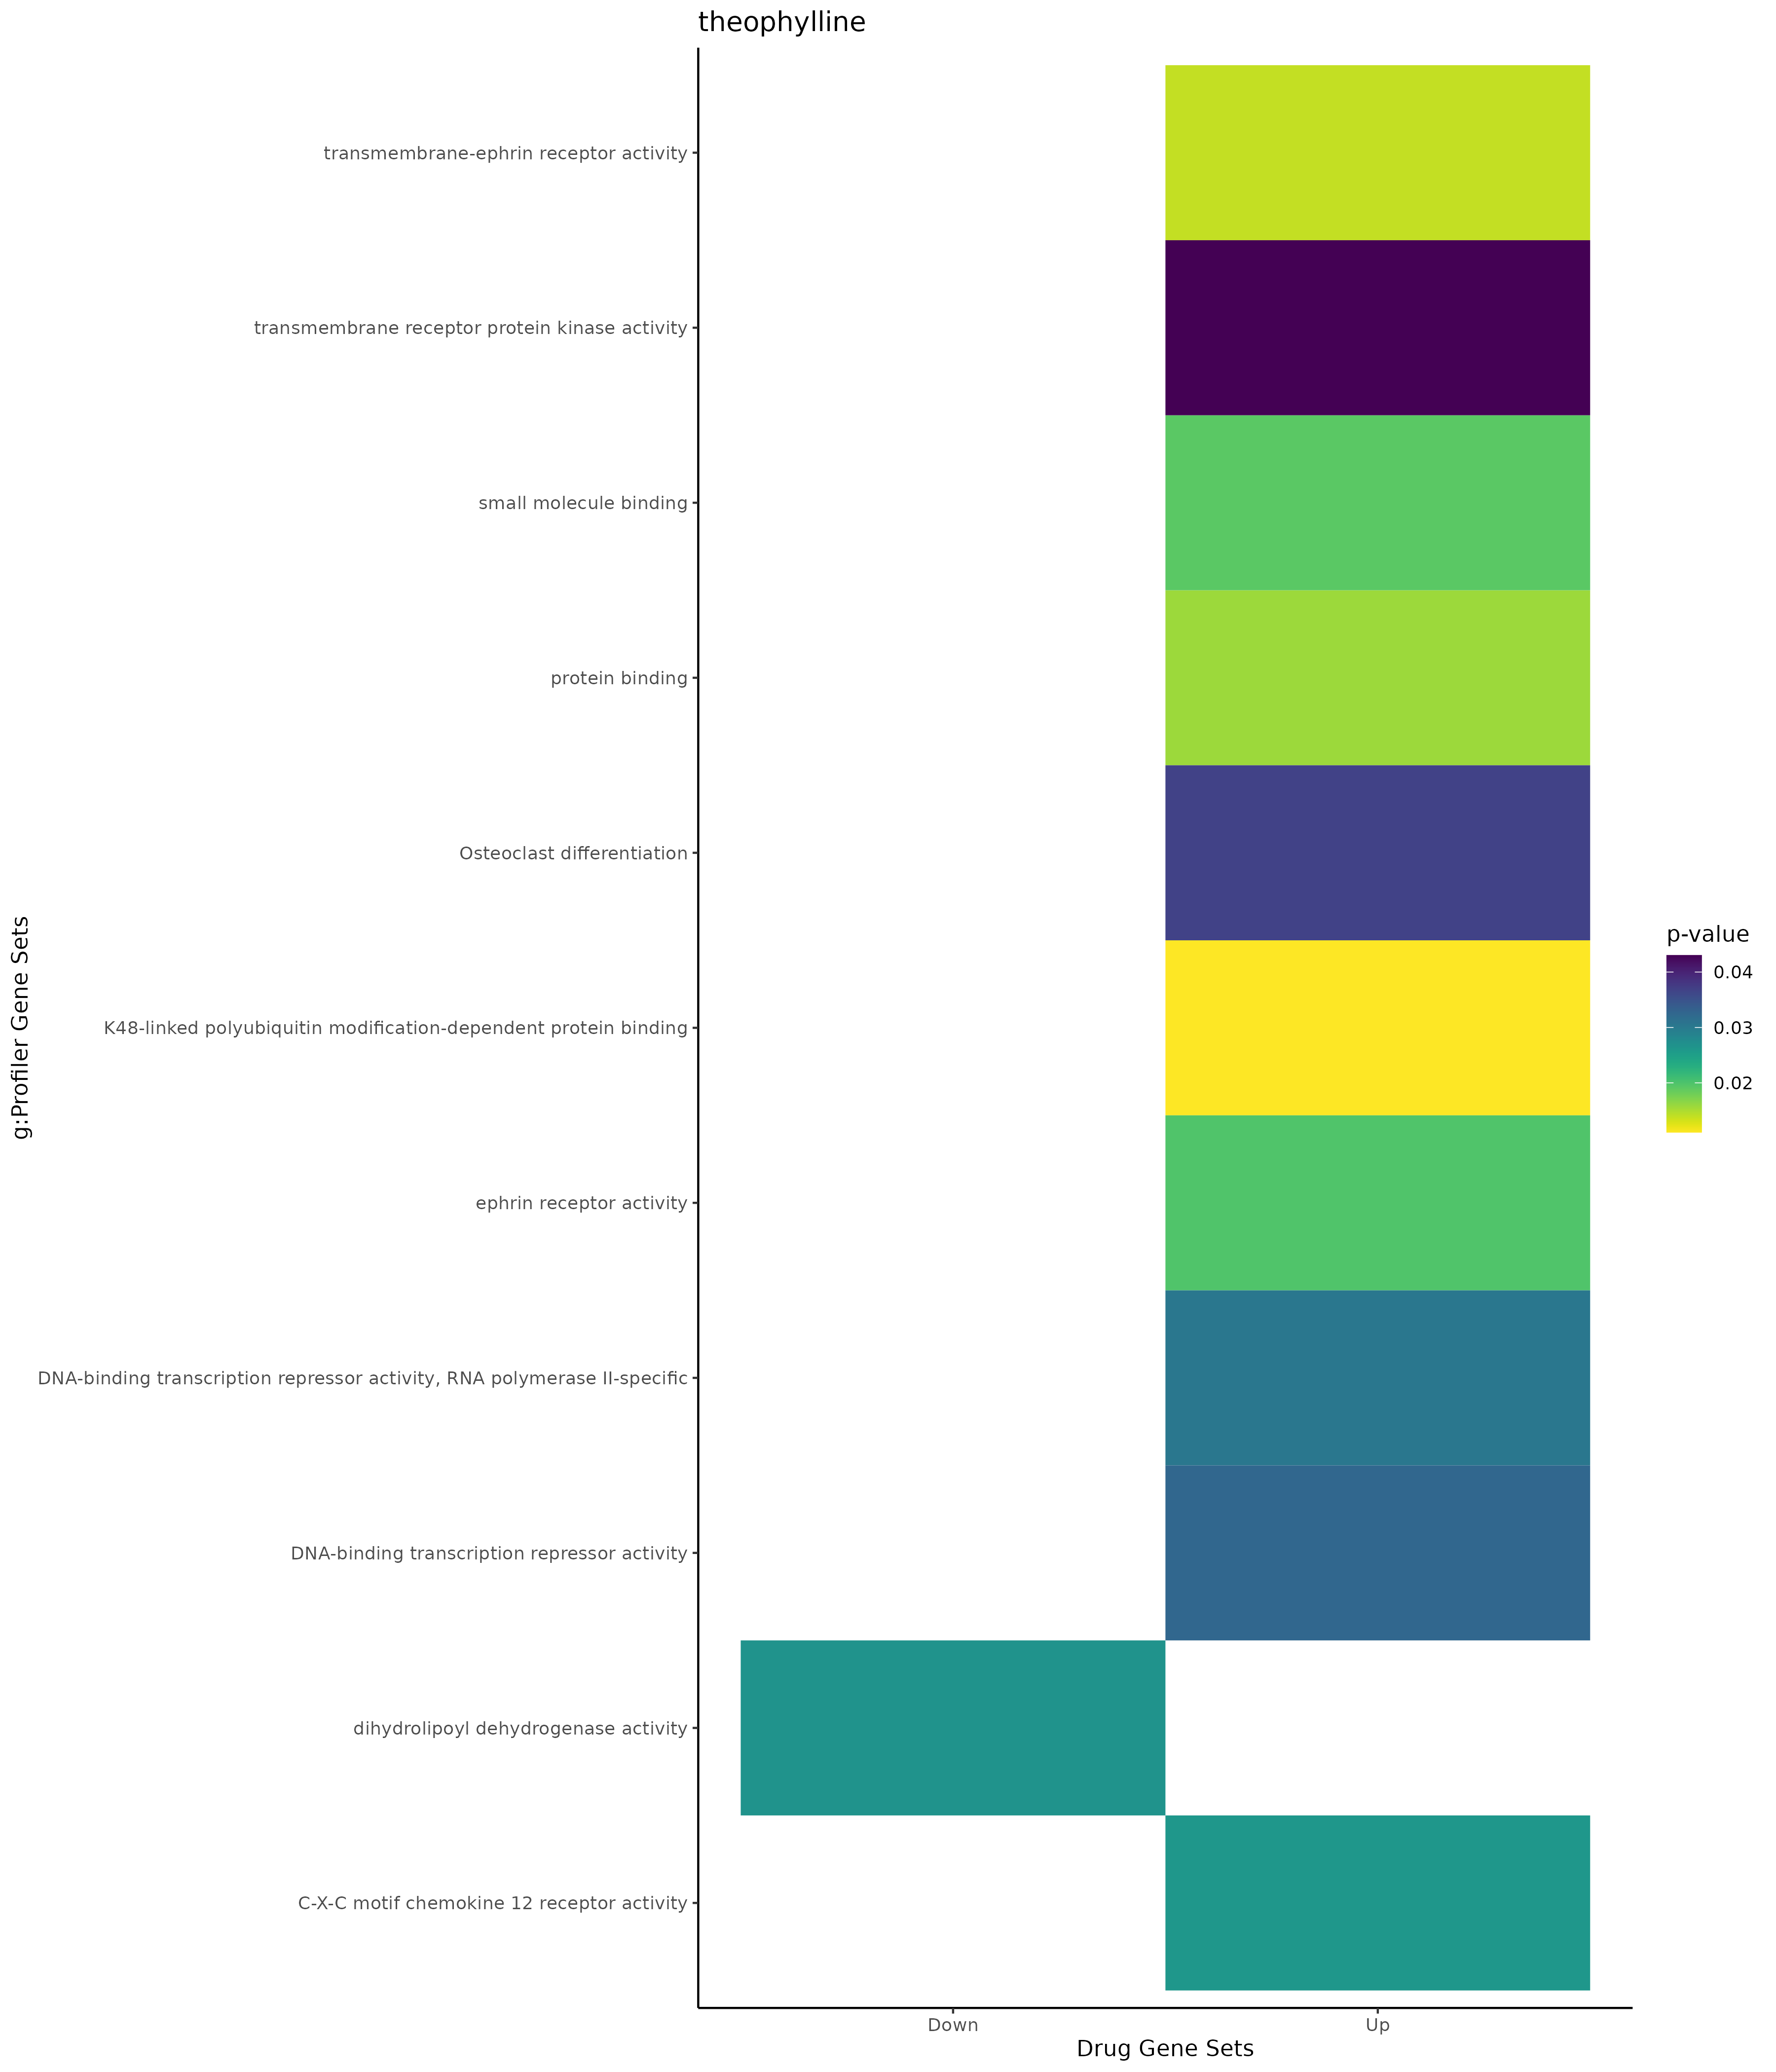 theophylline
transmembrane-ephrin receptor activity
transmembrane receptor protein kinase activity
small molecule binding
protein binding
Osteoclast differentiation
K48-linked polyubiquitin modification-dependent protein binding
ephrin receptor activity
DNA-binding transcription repressor activity, RNA polymerase II-specific
DNA-binding transcription repressor activity
dihydrolipoyl dehydrogenase activity
C-X-C motif chemokine 12 receptor activity
g:Profiler Gene Sets
Down
Up
Drug Gene Sets
p-value
0.04
0.03
0.02